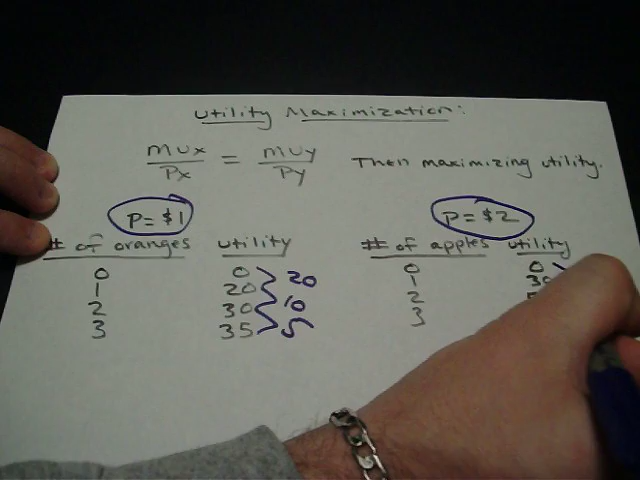 Utility Maximization:
MUx/Px = MUy/Py Then maximizing utility.
P=$1 P=$2
# of oranges utility # of apples utility
0 0 20 0 0
1 20 10 1 30
2 30 5 2
3 35 3